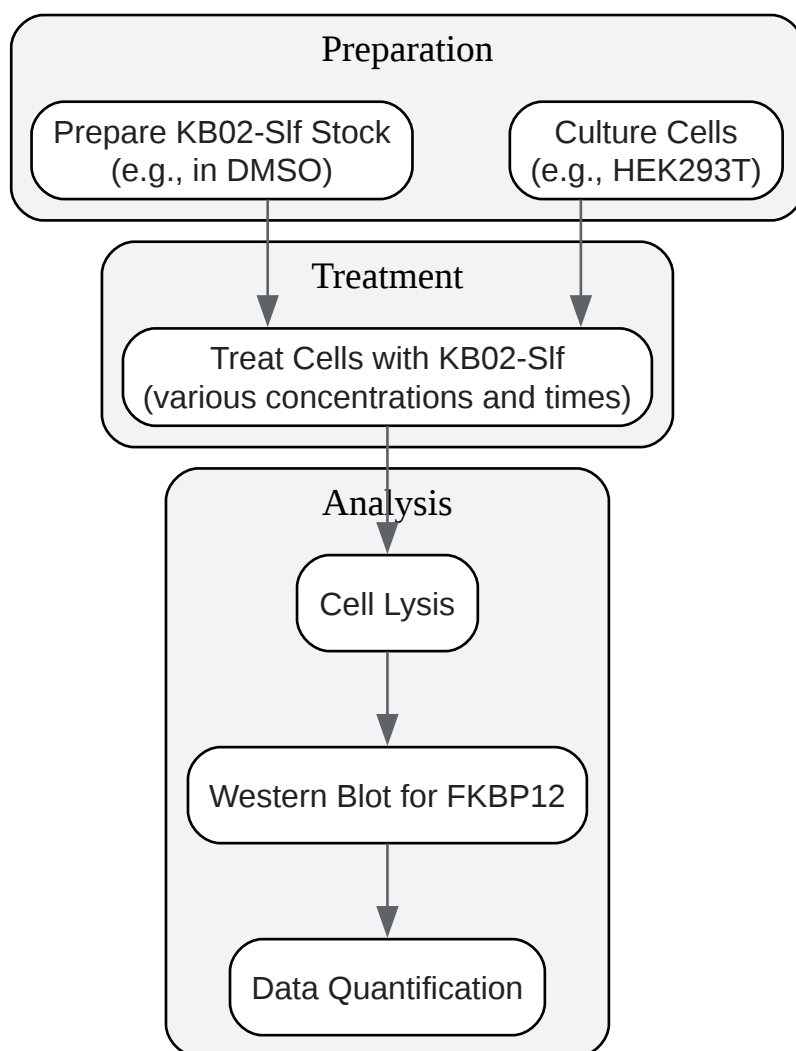 Preparation
Prepare KB02-Slf Stock
(e.g., in DMSO)
Culture Cells
(e.g., HEK293T)
Treatment
Treat Cells with KB02-Slf
(various concentrations and times)
Analysis
Cell Lysis
Western Blot for FKBP12
Data Quantification